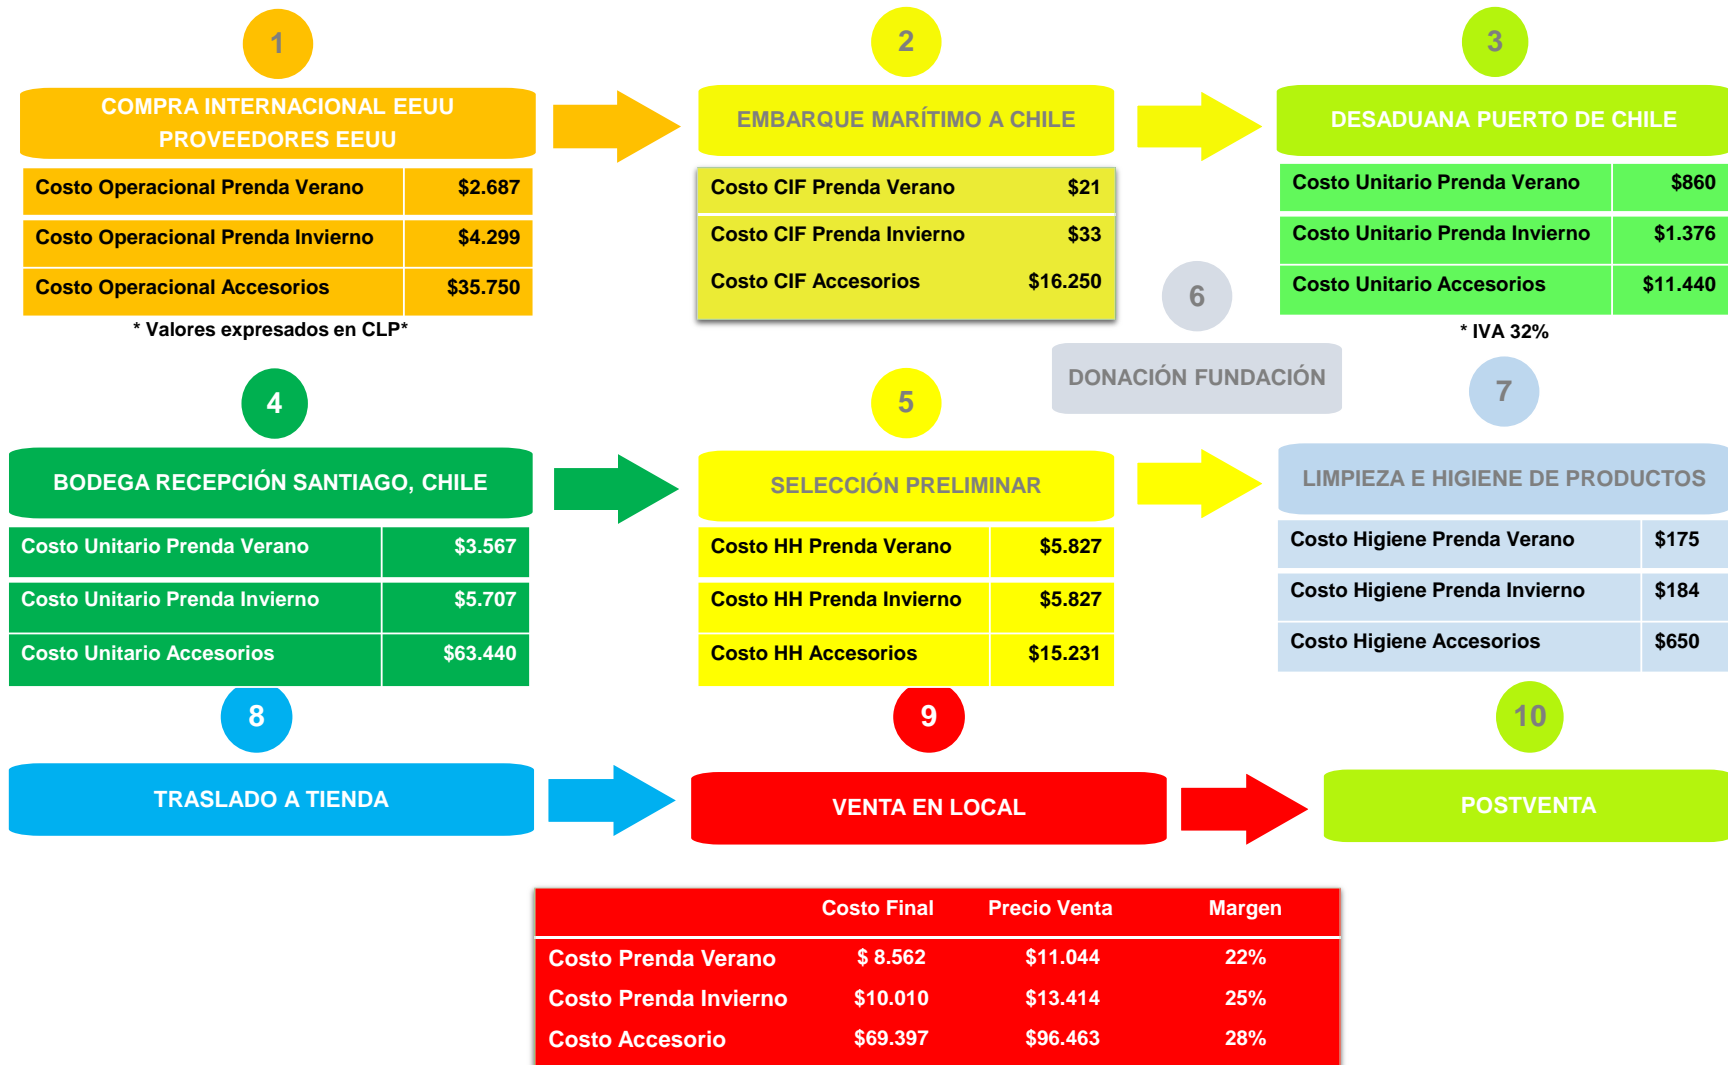 1
COMPRA INTERNACIONAL EEUU
PROVEEDORES EEUU
Costo Operacional Prenda Verano $2.687
Costo Operacional Prenda Invierno $4.299
Costo Operacional Accesorios $35.750
* Valores expresados en CLP*
2
EMBARQUE MARÍTIMO A CHILE
Costo CIF Prenda Verano $21
Costo CIF Prenda Invierno $33
Costo CIF Accesorios $16.250
3
DESADUANA PUERTO DE CHILE
Costo Unitario Prenda Verano $860
Costo Unitario Prenda Invierno $1.376
Costo Unitario Accesorios $11.440
* IVA 32%
4
BODEGA RECEPCIÓN SANTIAGO, CHILE
Costo Unitario Prenda Verano $3.567
Costo Unitario Prenda Invierno $5.707
Costo Unitario Accesorios $63.440
5
SELECCIÓN PRELIMINAR
Costo HH Prenda Verano $5.827
Costo HH Prenda Invierno $5.827
Costo HH Accesorios $15.231
6
DONACIÓN FUNDACIÓN
7
LIMPIEZA E HIGIENE DE PRODUCTOS
Costo Higiene Prenda Verano $175
Costo Higiene Prenda Invierno $184
Costo Higiene Accesorios $650
8
TRASLADO A TIENDA
9
VENTA EN LOCAL
10
POSTVENTA
Costo Final Precio Venta Margen
Costo Prenda Verano $ 8.562 $11.044 22%
Costo Prenda Invierno $10.010 $13.414 25%
Costo Accesorio $69.397 $96.463 28%